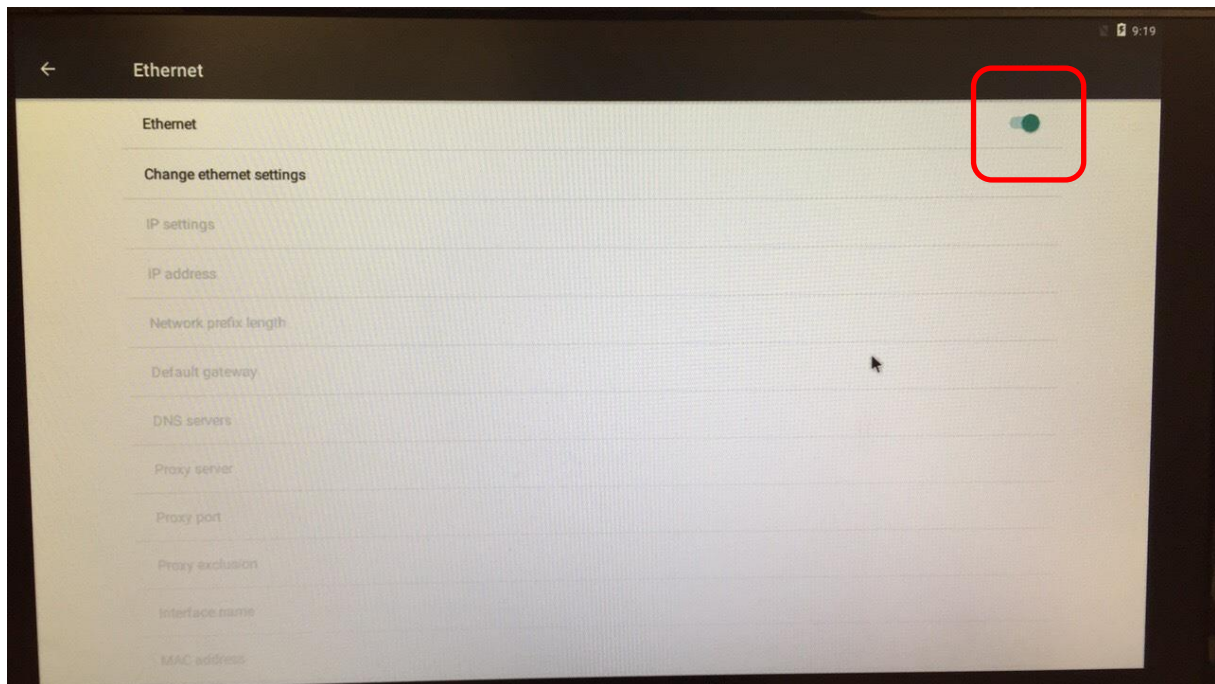 9:19
Ethernet
Ethernet
Change ethernet settings
IP settings
IP address
Network prefix length
Default gateway
DNS servers
Proxy server
Proxy port
Proxy exclusion
Interface name
MAC address